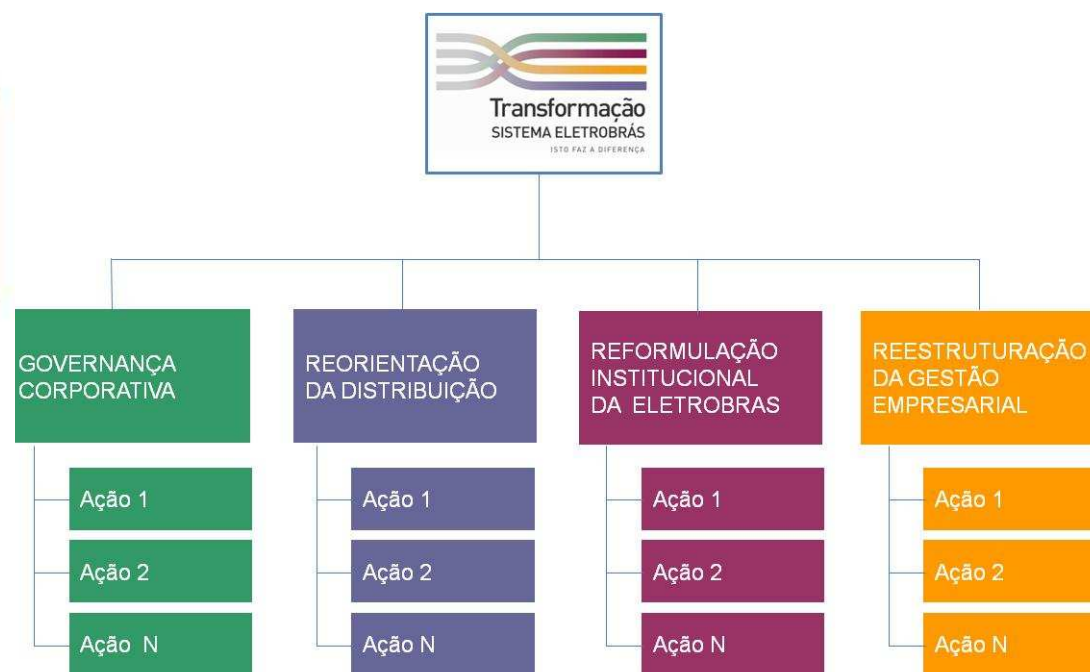 Transformação
SISTEMA ELETROBRÁS
ISTO FAZ A DIFERENÇA
GOVERNANÇA
CORPORATIVA
Ação 1
Ação 2
Ação N
REORIENTAÇÃO
DA DISTRIBUIÇÃO
Ação 1
Ação 2
Ação N
REFORMULAÇÃO
INSTITUCIONAL
DA ELETROBRAS
Ação 1
Ação 2
Ação N
REESTRUTURAÇÃO
DA GESTÃO
EMPRESARIAL
Ação 1
Ação 2
Ação N